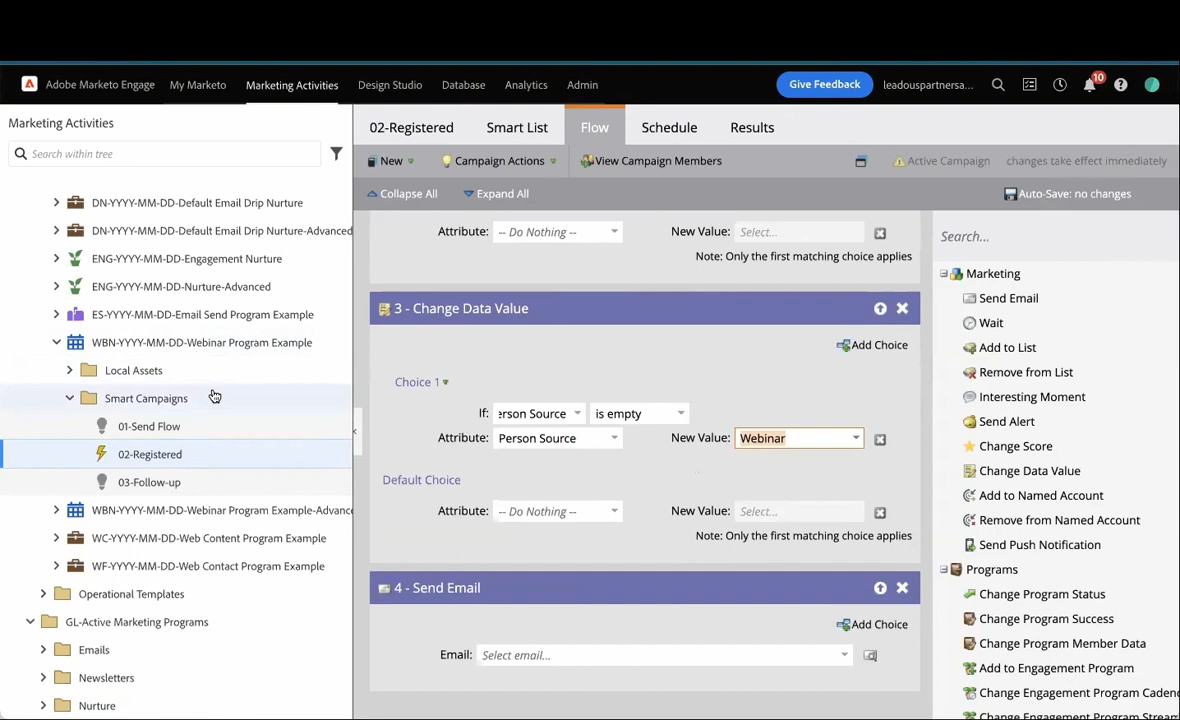 Adobe Marketo Engage My Marketo Marketing Activities Design Studio Database Analytics Admin Give Feedback leadouspartnersa... 10
Marketing Activities
Search within tree
DN-YYYY-MM-DD-Default Email Drip Nurture
DN-YYYY-MM-DD-Default Email Drip Nurture-Advanced
ENG-YYYY-MM-DD-Engagement Nurture
ENG-YYYY-MM-DD-Nurture-Advanced
ES-YYYY-MM-DD-Email Send Program Example
WBN-YYYY-MM-DD-Webinar Program Example
Local Assets
Smart Campaigns
01-Send Flow
02-Registered
03-Follow-up
WBN-YYYY-MM-DD-Webinar Program Example-Advanc
WC-YYYY-MM-DD-Web Content Program Example
WF-YYYY-MM-DD-Web Contact Program Example
Operational Templates
GL-Active Marketing Programs
Emails
Newsletters
Nurture
02-Registered Smart List Flow Schedule Results
New Campaign Actions View Campaign Members Active Campaign changes take effect immediately
Collapse All Expand All Auto-Save: no changes
Attribute: -- Do Nothing -- New Value: Select...
Note: Only the first matching choice applies
3 - Change Data Value
Add Choice
Choice 1
If: erson Source is empty
Attribute: Person Source New Value: Webinar
Default Choice
Attribute: -- Do Nothing -- New Value: Select...
Note: Only the first matching choice applies
4 - Send Email
Add Choice
Email: Select email...
Search...
Marketing
Send Email
Wait
Add to List
Remove from List
Interesting Moment
Send Alert
Change Score
Change Data Value
Add to Named Account
Remove from Named Account
Send Push Notification
Programs
Change Program Status
Change Program Success
Change Program Member Data
Add to Engagement Program
Change Engagement Program Cadenc
Change Engagement Program Stream